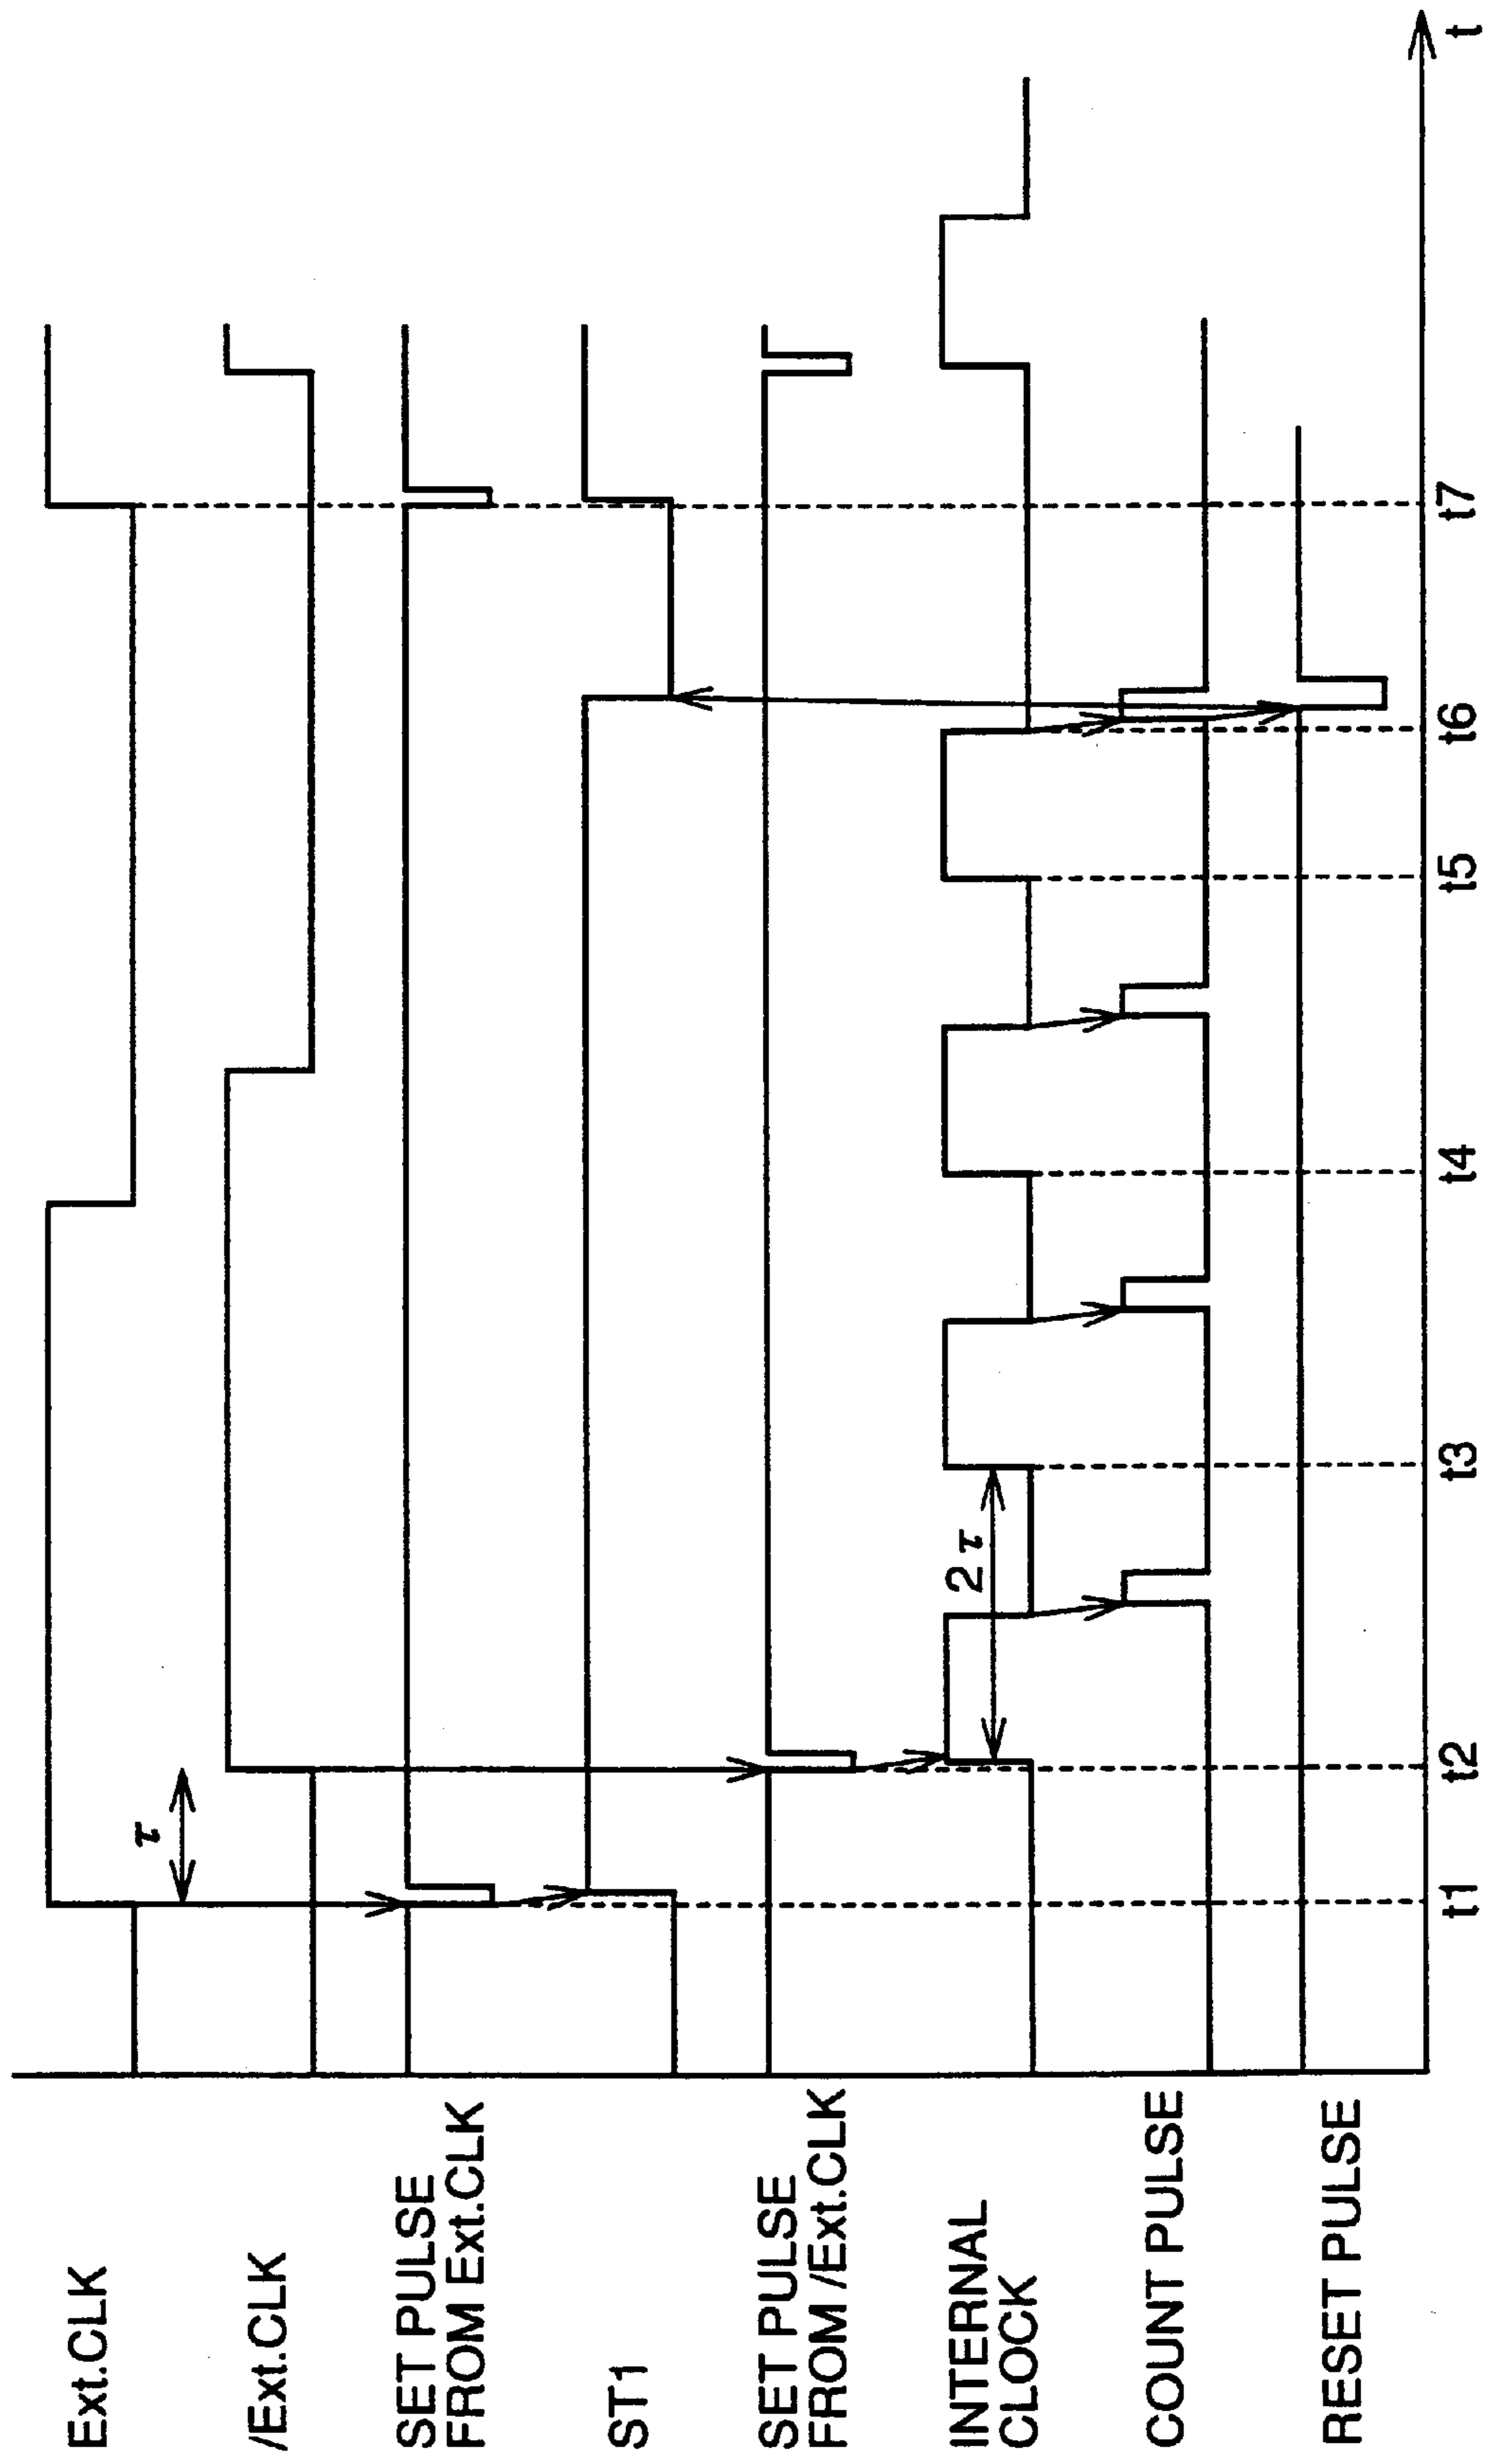 Ext.CLK
/Ext.CLK
SET PULSE
FROM Ext.CLK
ST1
SET PULSE
FROM /Ext.CLK
INTERNAL
CLOCK
COUNT PULSE
RESET PULSE
τ
2τ
t1
t2
t3
t4
t5
t6
t7
t